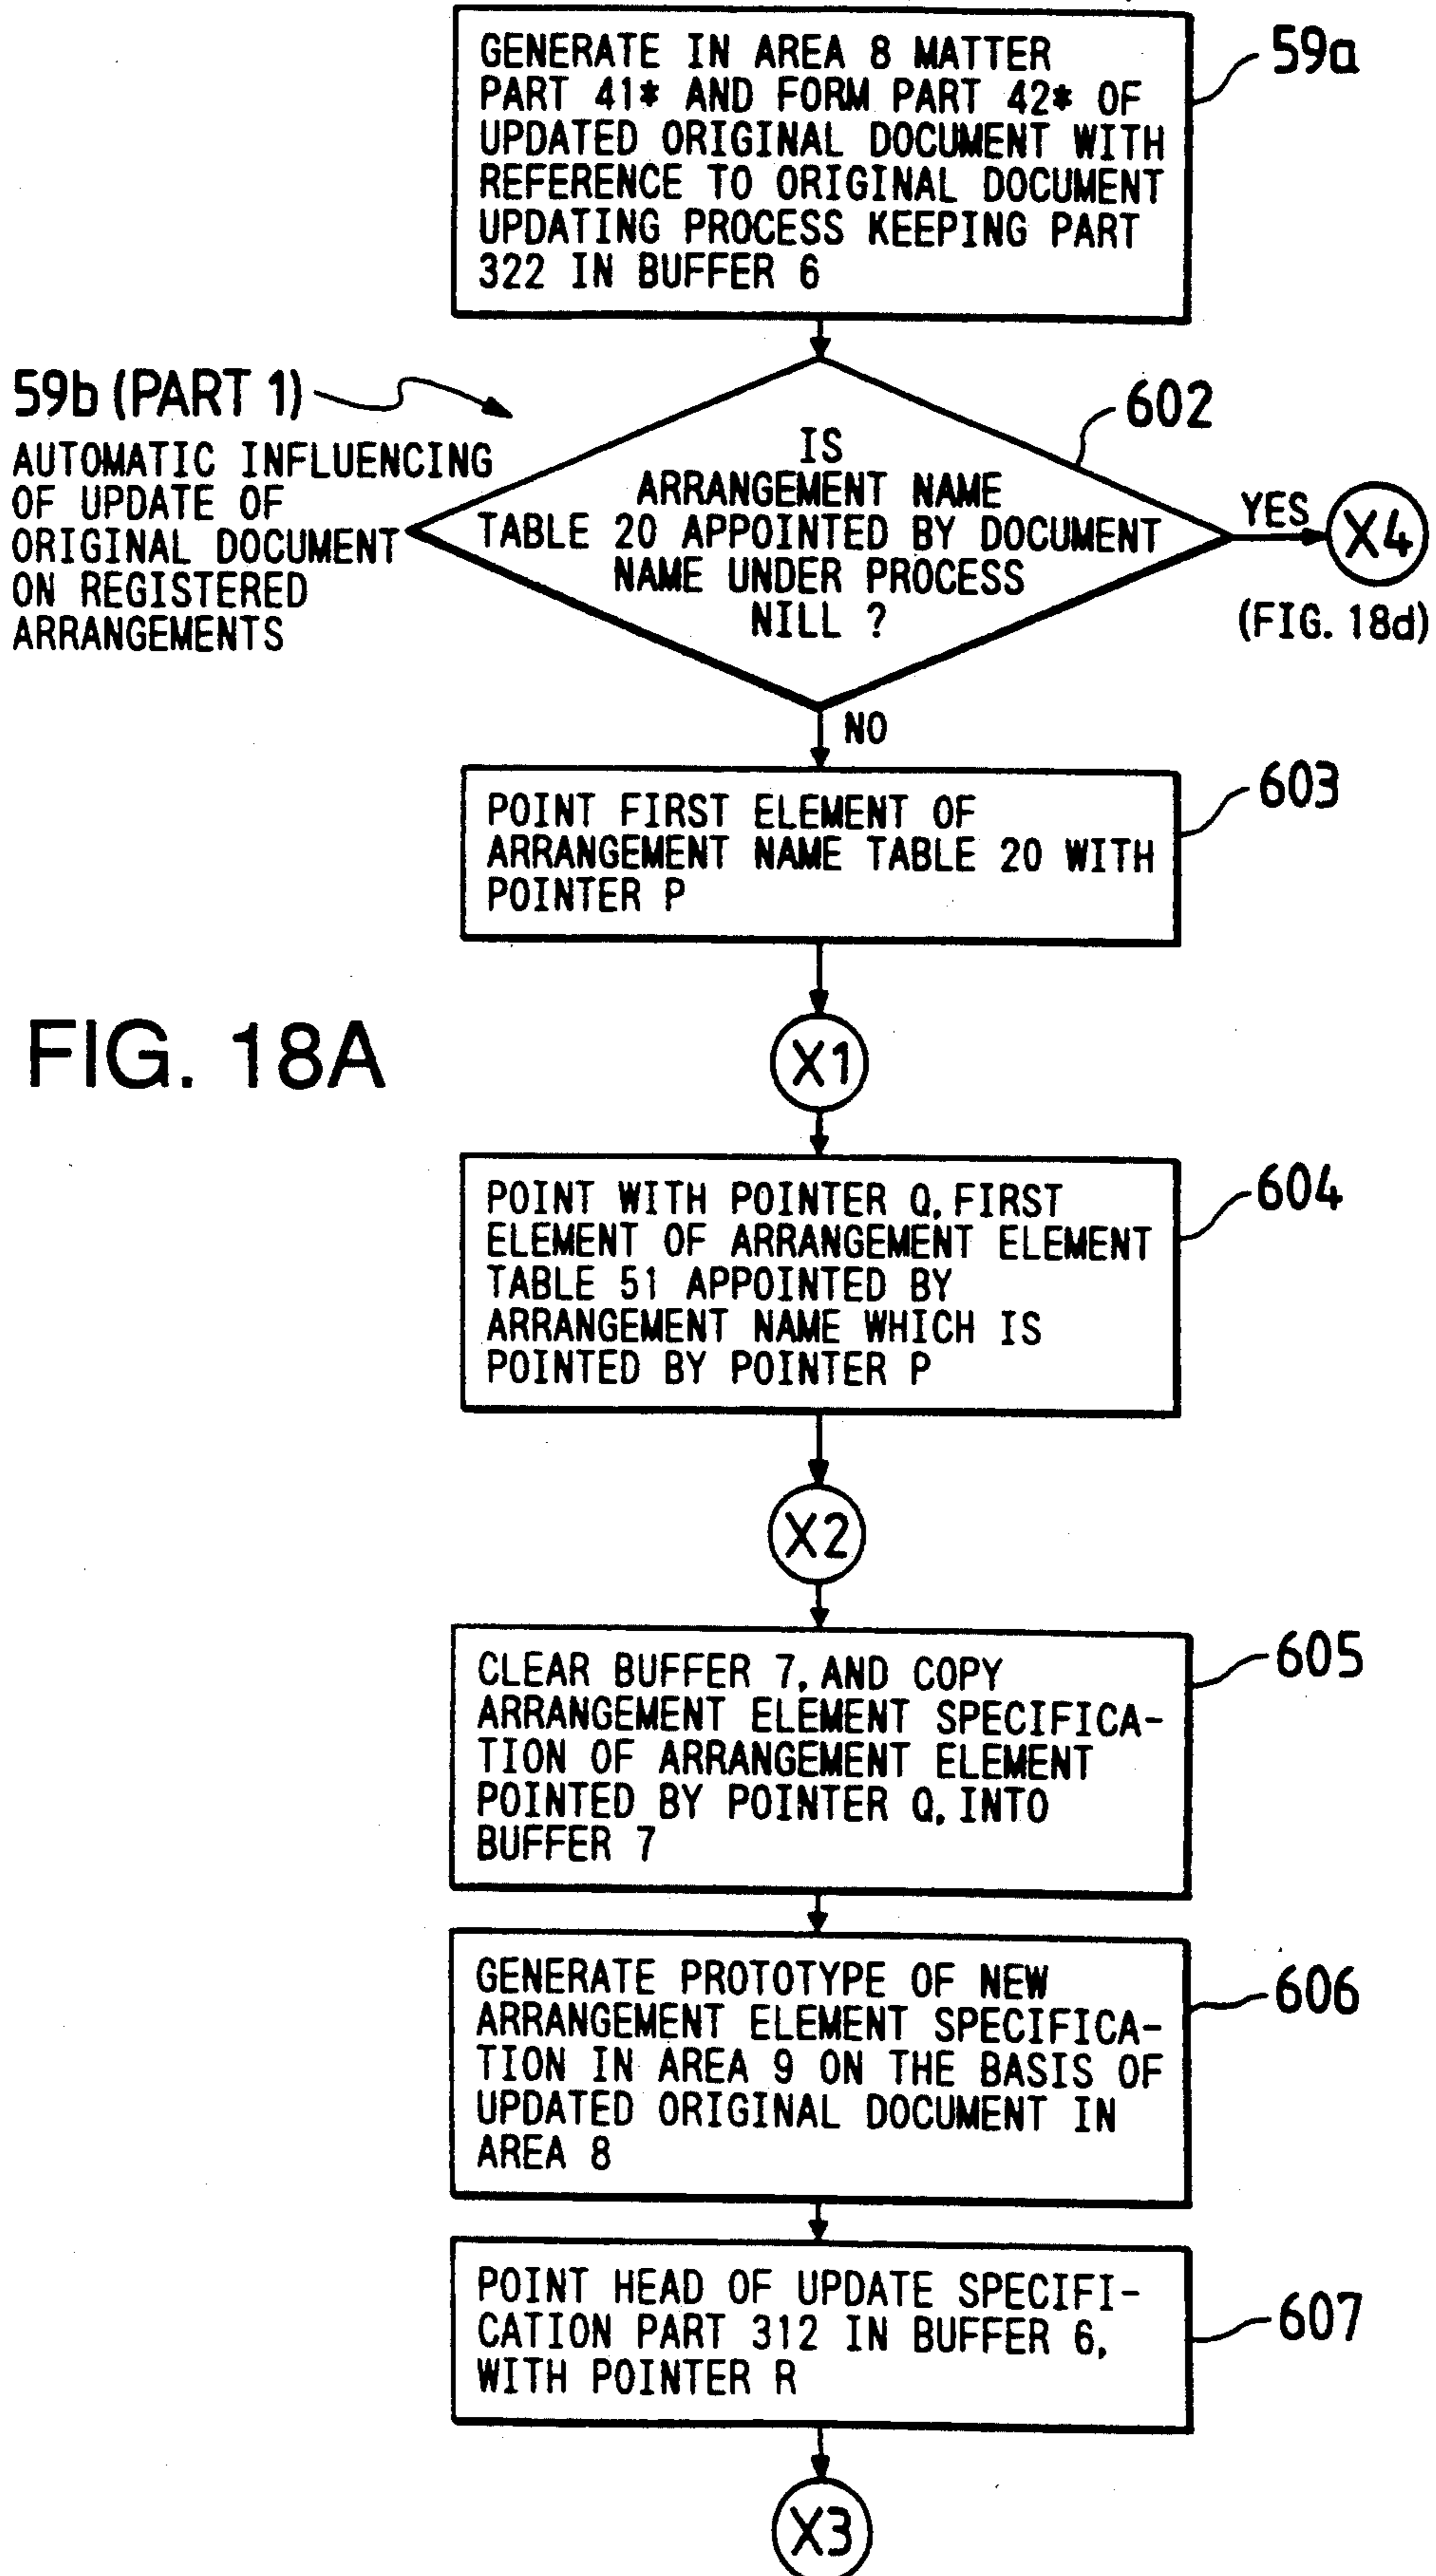 GENERATE IN AREA 8 MATTER
PART 41* AND FORM PART 42* OF
UPDATED ORIGINAL DOCUMENT WITH
REFERENCE TO ORIGINAL DOCUMENT
UPDATING PROCESS KEEPING PART
322 IN BUFFER 6
59a
59b (PART 1)
AUTOMATIC INFLUENCING
OF UPDATE OF
ORIGINAL DOCUMENT
ON REGISTERED
ARRANGEMENTS
602
IS
ARRANGEMENT NAME
TABLE 20 APPOINTED BY DOCUMENT
NAME UNDER PROCESS
NILL ?
YES
X4
(FIG. 18d)
NO
603
POINT FIRST ELEMENT OF
ARRANGEMENT NAME TABLE 20 WITH
POINTER P
FIG. 18A
X1
604
POINT WITH POINTER Q, FIRST
ELEMENT OF ARRANGEMENT ELEMENT
TABLE 51 APPOINTED BY
ARRANGEMENT NAME WHICH IS
POINTED BY POINTER P
X2
605
CLEAR BUFFER 7, AND COPY
ARRANGEMENT ELEMENT SPECIFICA-
TION OF ARRANGEMENT ELEMENT
POINTED BY POINTER Q, INTO
BUFFER 7
606
GENERATE PROTOTYPE OF NEW
ARRANGEMENT ELEMENT SPECIFICA-
TION IN AREA 9 ON THE BASIS OF
UPDATED ORIGINAL DOCUMENT IN
AREA 8
607
POINT HEAD OF UPDATE SPECIFI-
CATION PART 312 IN BUFFER 6,
WITH POINTER R
X3